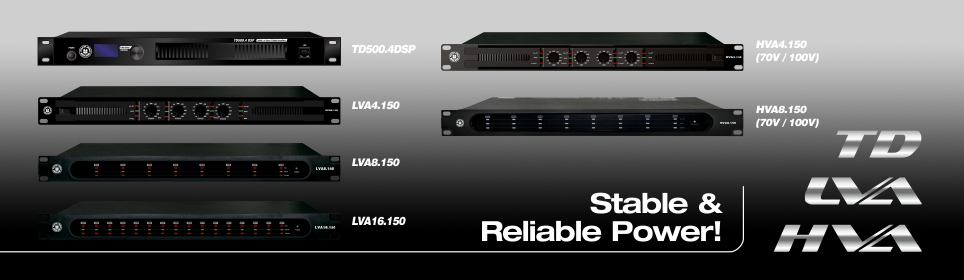 TD500.4DSP
LVA4.150
LVA8.150
LVA16.150
HVA4.150
(70V / 100V)
HVA8.150
(70V / 100V)
Stable &
Reliable Power!
TD
LVA
HVA